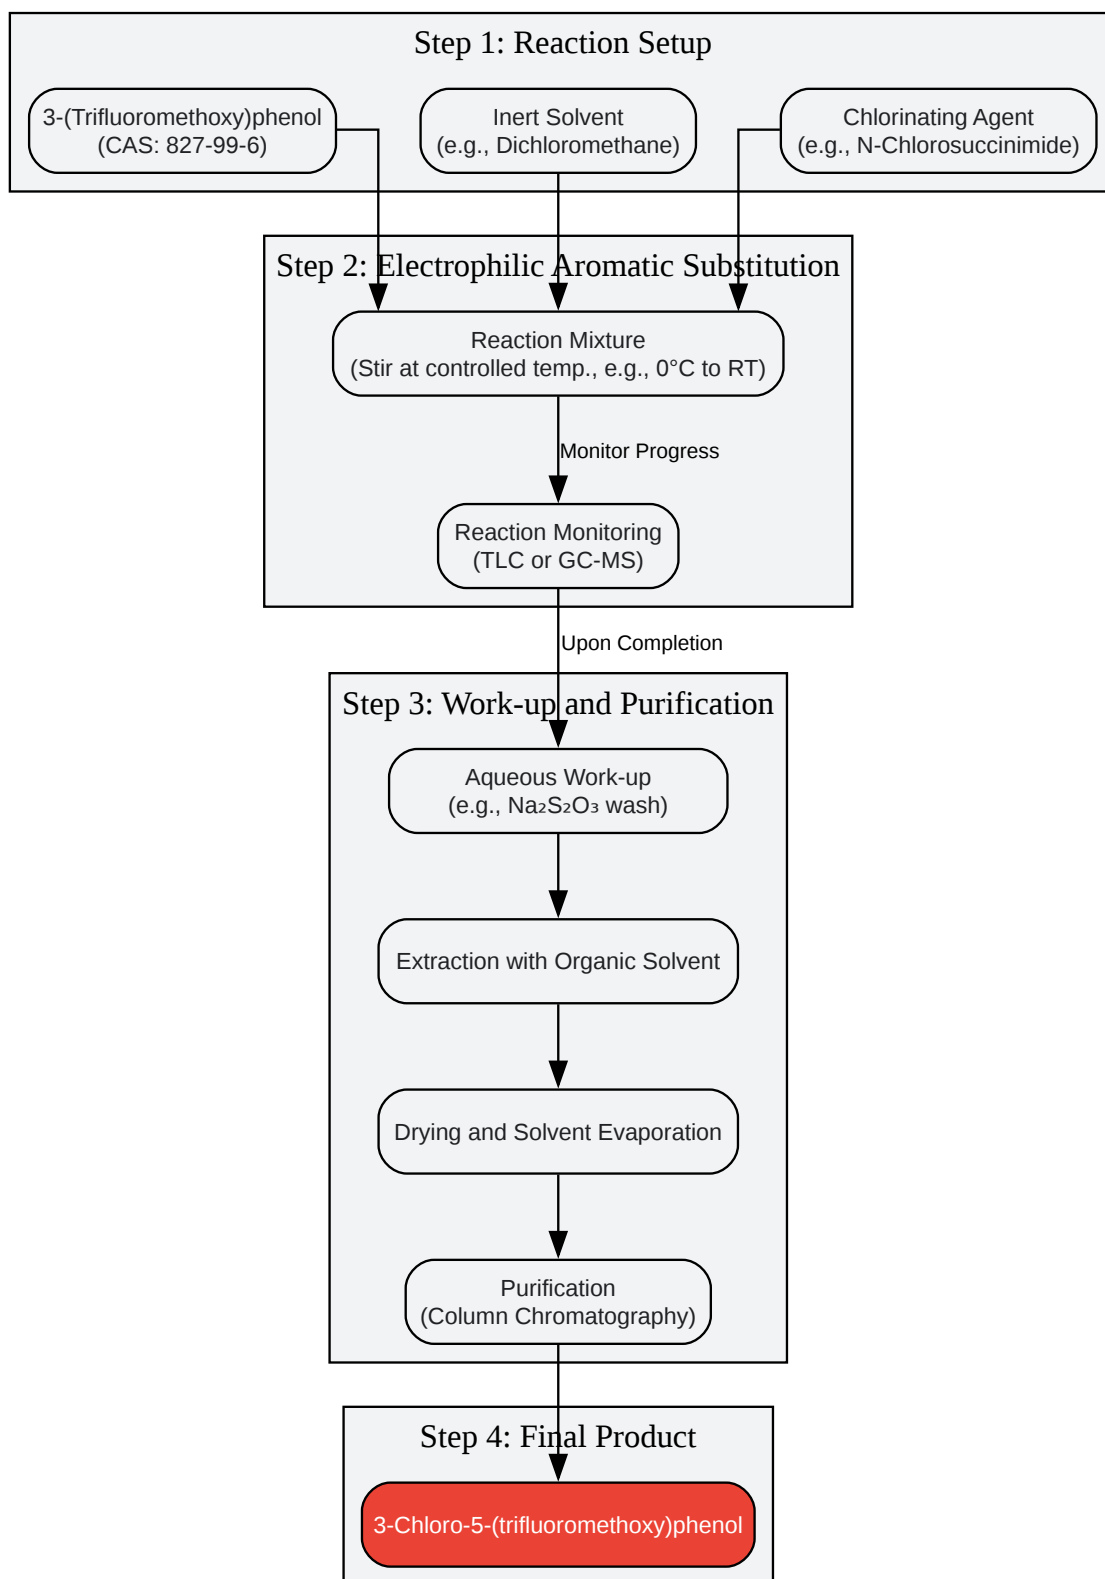 Step 1: Reaction Setup
3-(Trifluoromethoxy)phenol
(CAS: 827-99-6)
Inert Solvent
(e.g., Dichloromethane)
Chlorinating Agent
(e.g., N-Chlorosuccinimide)
Step 2: Electrophilic Aromatic Substitution
Reaction Mixture
(Stir at controlled temp., e.g., 0°C to RT)
Monitor Progress
Reaction Monitoring
(TLC or GC-MS)
Upon Completion
Step 3: Work-up and Purification
Aqueous Work-up
(e.g., Na₂S₂O₃ wash)
Extraction with Organic Solvent
Drying and Solvent Evaporation
Purification
(Column Chromatography)
Step 4: Final Product
3-Chloro-5-(trifluoromethoxy)phenol